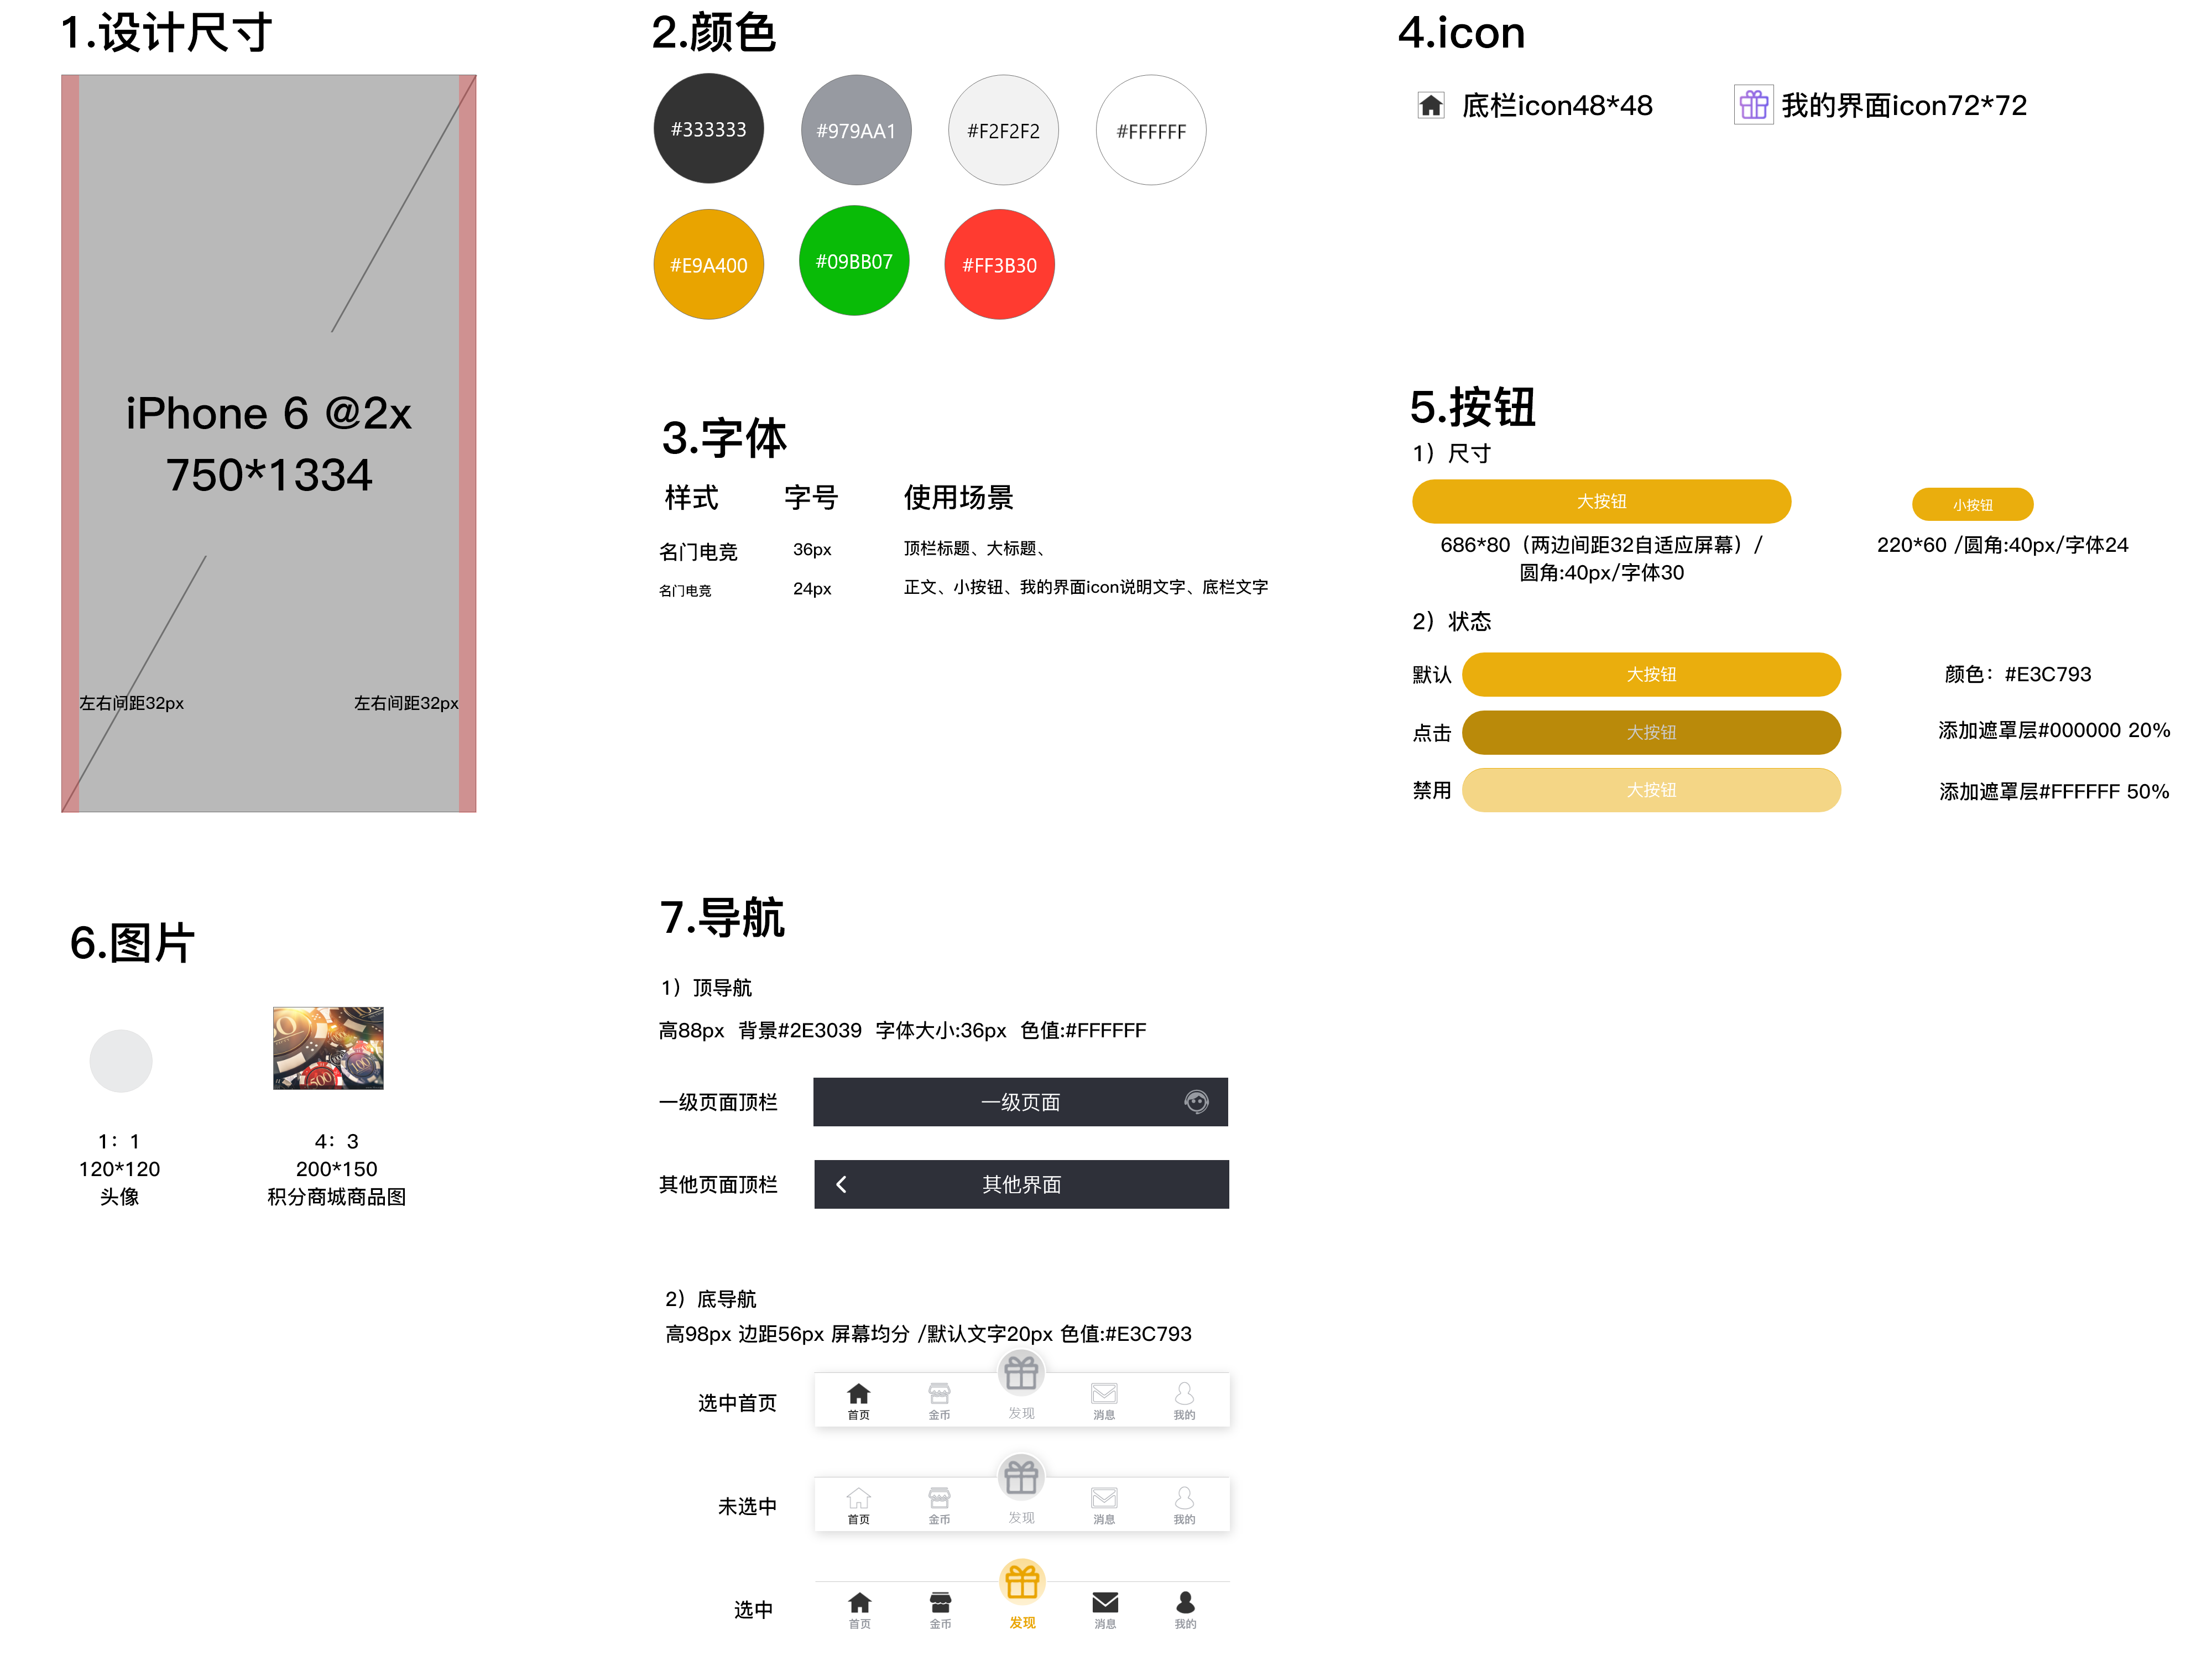 1.设计尺寸
iPhone 6 @2x
750*1334
左右间距32px
左右间距32px
2.颜色
#333333
#979AA1
#F2F2F2
#FFFFFF
#E9A400
#09BB07
#FF3B30
3.字体
样式 字号 使用场景
名门电竞 36px 顶栏标题、大标题、
名门电竞 24px 正文、小按钮、我的界面icon说明文字、底栏文字
4.icon
底栏icon48*48
我的界面icon72*72
5.按钮
1）尺寸
大按钮
686*80（两边间距32自适应屏幕）/
圆角:40px/字体30
小按钮
220*60 /圆角:40px/字体24
2）状态
默认 大按钮 颜色：#E3C793
点击 大按钮 添加遮罩层#000000 20%
禁用 大按钮 添加遮罩层#FFFFFF 50%
6.图片
1：1
120*120
头像
4：3
200*150
积分商城商品图
7.导航
1）顶导航
高88px 背景#2E3039 字体大小:36px 色值:#FFFFFF
一级页面顶栏 一级页面
其他页面顶栏 其他界面
2）底导航
高98px 边距56px 屏幕均分 /默认文字20px 色值:#E3C793
选中首页
首页 金币 发现 消息 我的
未选中
首页 金币 发现 消息 我的
选中
首页 金币 发现 消息 我的